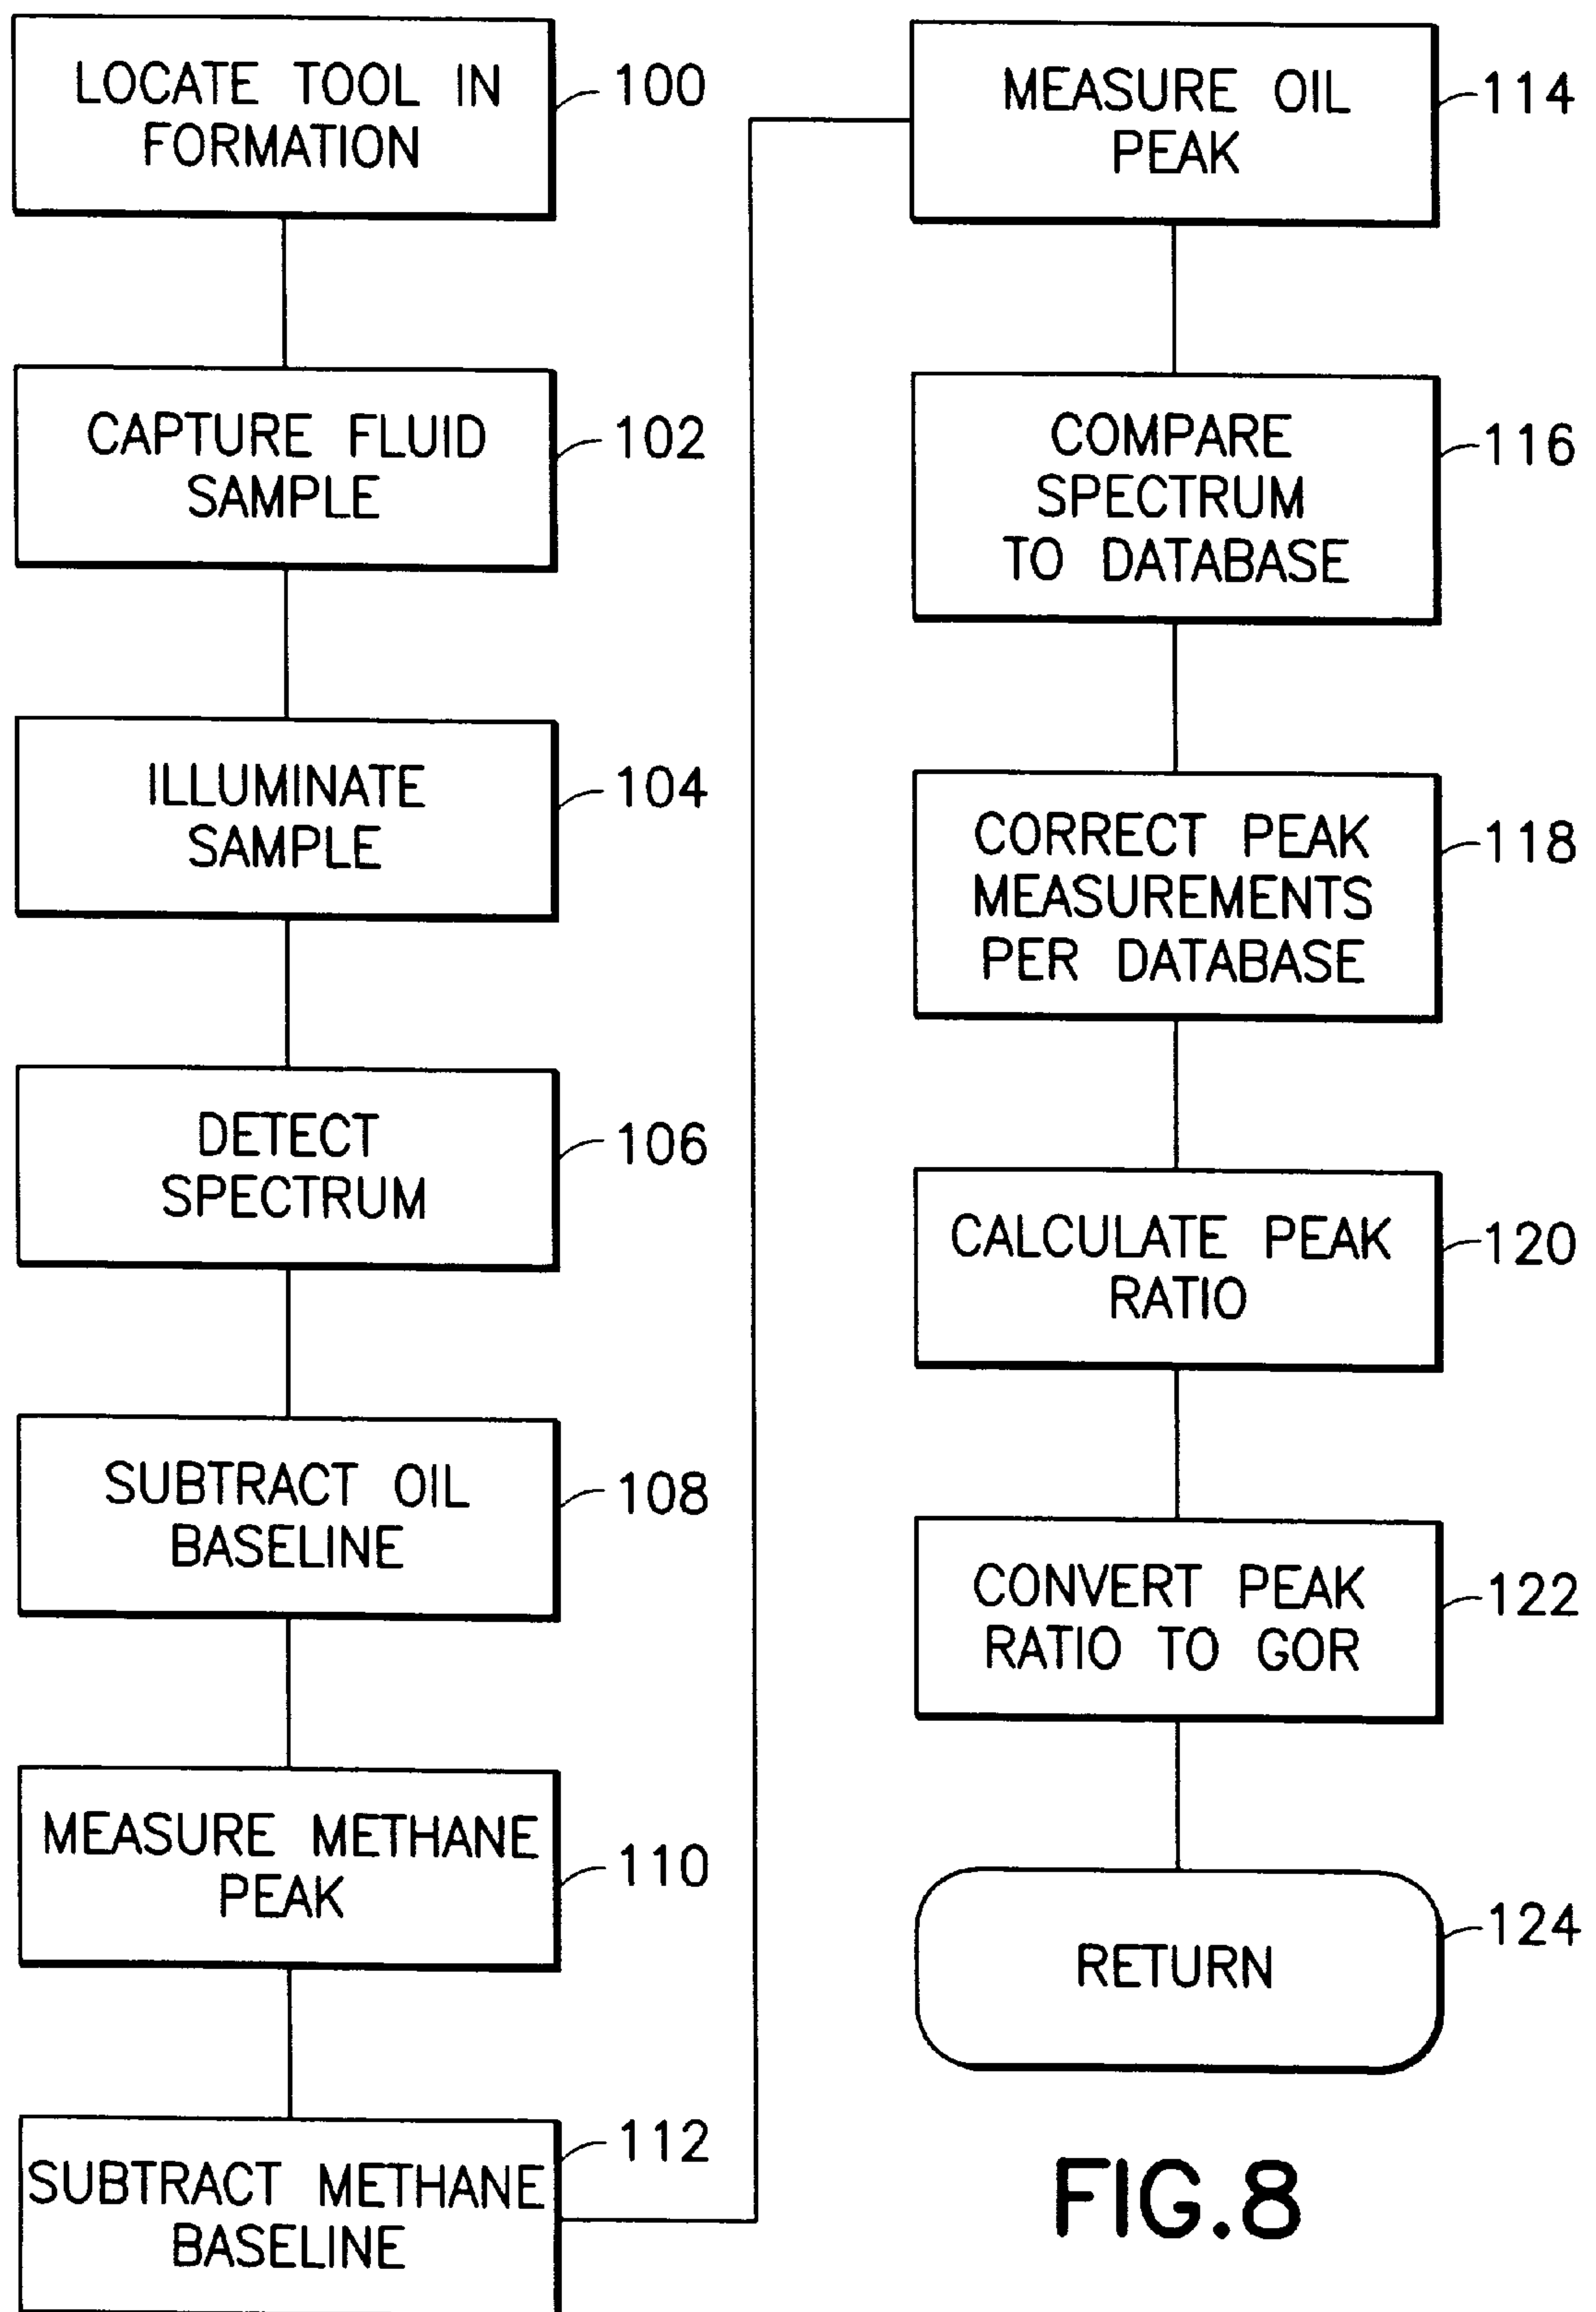 LOCATE TOOL IN
FORMATION
100
CAPTURE FLUID
SAMPLE
102
ILLUMINATE
SAMPLE
104
DETECT
SPECTRUM
106
SUBTRACT OIL
BASELINE
108
MEASURE METHANE
PEAK
110
SUBTRACT METHANE
BASELINE
112
MEASURE OIL
PEAK
114
COMPARE
SPECTRUM
TO DATABASE
116
CORRECT PEAK
MEASUREMENTS
PER DATABASE
118
CALCULATE PEAK
RATIO
120
CONVERT PEAK
RATIO TO GOR
122
RETURN
124
FIG.8